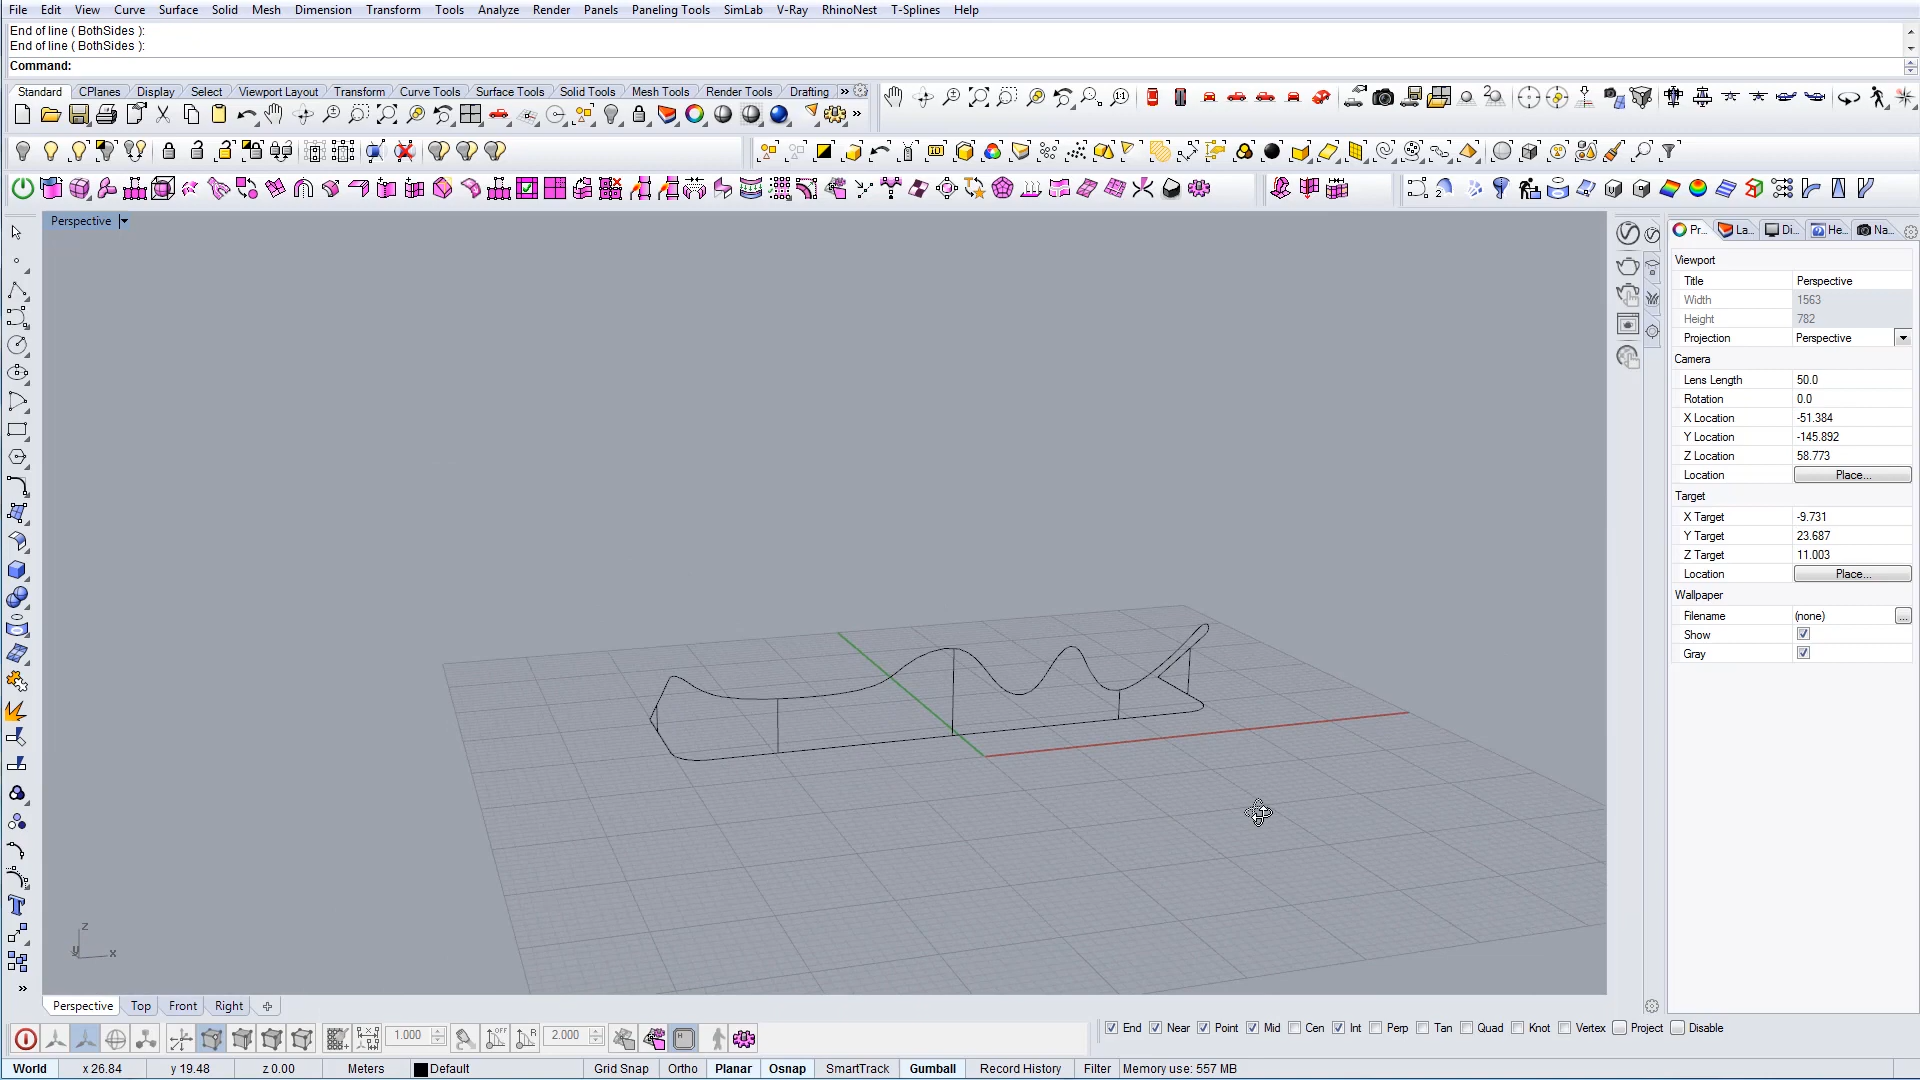 File Edit View Curve Surface Solid Mesh Dimension Transform Tools Analyze Render Panels Paneling Tools SimLab V-Ray RhinoNest T-Splines Help
End of line ( BothSides ):
End of line ( BothSides ):
Command:
Standard CPlanes Display Select Viewport Layout Transform Curve Tools Surface Tools Solid Tools Mesh Tools Render Tools Drafting »
Perspective
Pr... La... Di... He... Na...
Viewport
Title Perspective
Width 1563
Height 782
Projection Perspective
Camera
Lens Length 50.0
Rotation 0.0
X Location -51.384
Y Location -145.892
Z Location 58.773
Location Place...
Target
X Target -9.731
Y Target 23.687
Z Target 11.003
Location Place...
Wallpaper
Filename (none) ...
Show
Gray
z
y x
Perspective Top Front Right
1.000 OFF R 2.000 H
End Near Point Mid Cen Int Perp Tan Quad Knot Vertex Project Disable
World x 26.84 y 19.48 z 0.00 Meters Default Grid Snap Ortho Planar Osnap SmartTrack Gumball Record History Filter Memory use: 557 MB